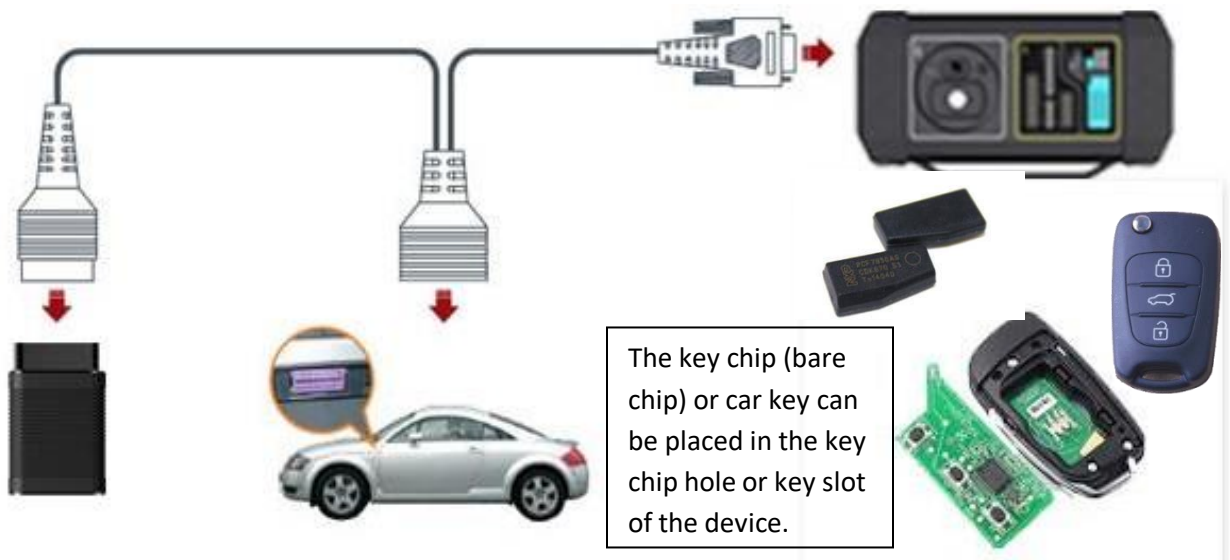 The key chip (bare
chip) or car key can
be placed in the key
chip hole or key slot
of the device.